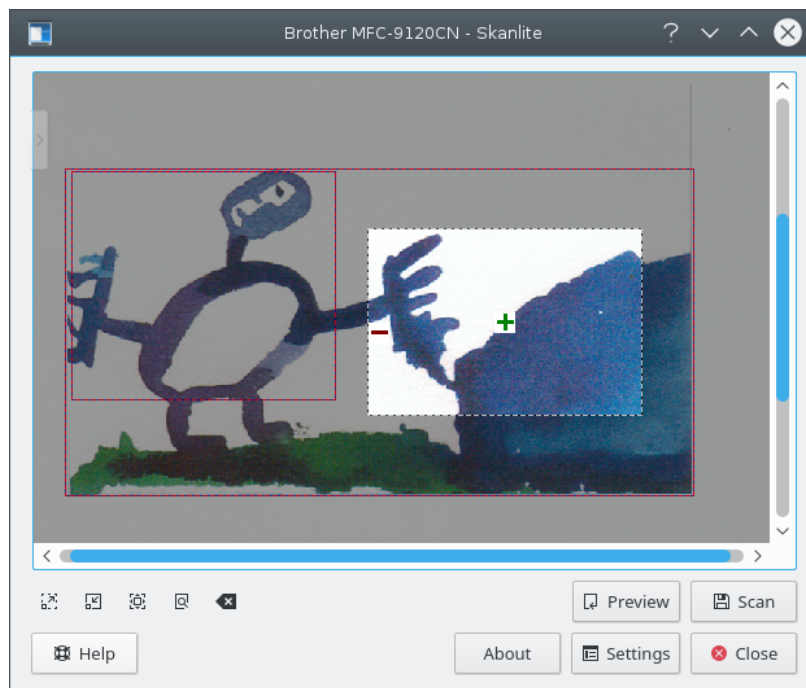 Brother MFC-9120CN - Skanlite
Preview
Scan
Help
About
Settings
Close